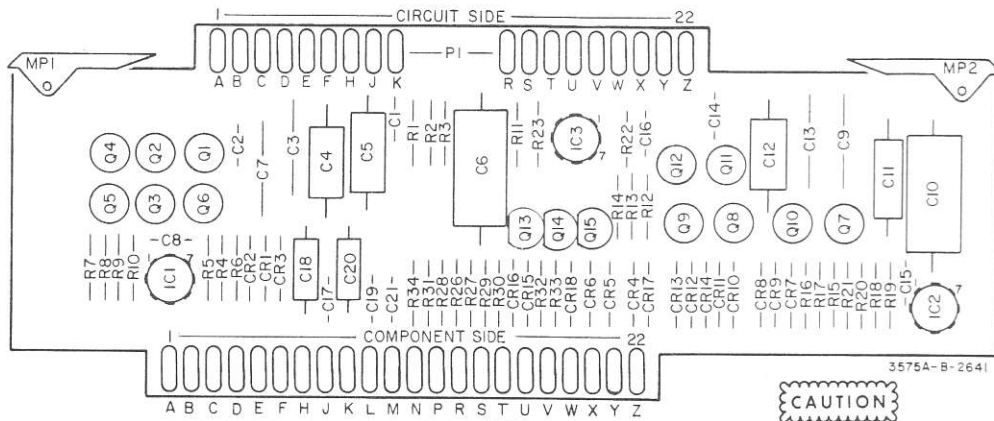 1 CIRCUIT SIDE 22
MP1
P1
MP2
A B C D E F H J K R S T U V W X Y Z
Q4 Q2 Q1 C2 C7 C3 C4 C5 C1 R1 R2 R3 C6 R11 R23 IC3 7 R22 C16 Q12 C14 Q11 C12 C13 C9 C11 C10
Q5 Q3 Q6 Q13 Q14 Q15 R14 R13 R12 Q9 Q8 Q10 Q7
R7 R8 R9 R10 C8 IC1 7 R5 R4 R6 CR2 CR1 CR3 C18 C17 C20 C19 C21 R34 R31 R28 R26 R27 R29 R30 CR16 CR15 R32 R33 CR18 CR6 CR5 CR4 CR17 CR13 CR12 CR14 CR11 CR10 CR8 CR9 CR7 R16 R17 R15 R21 R20 R18 R19 C15 IC2 7
1 COMPONENT SIDE 22
3575A-B-2641
A B C D E F H J K L M N P R S T U V W X Y Z
CAUTION